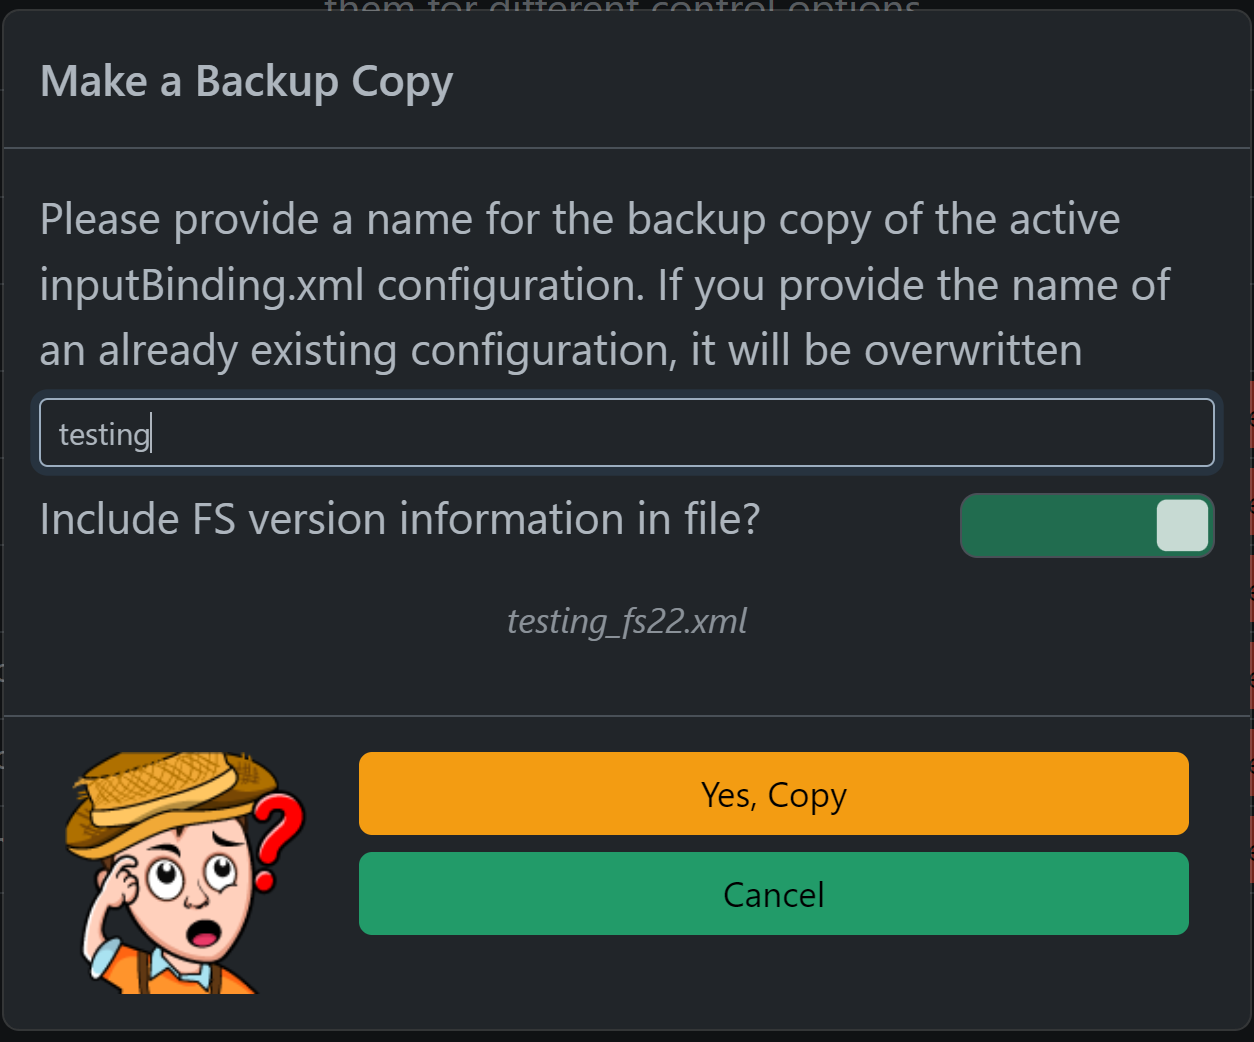 them for different control options
Make a Backup Copy
Please provide a name for the backup copy of the active
inputBinding.xml configuration. If you provide the name of
an already existing configuration, it will be overwritten
testing
Include FS version information in file?
testing_fs22.xml
?
Yes, Copy
Cancel